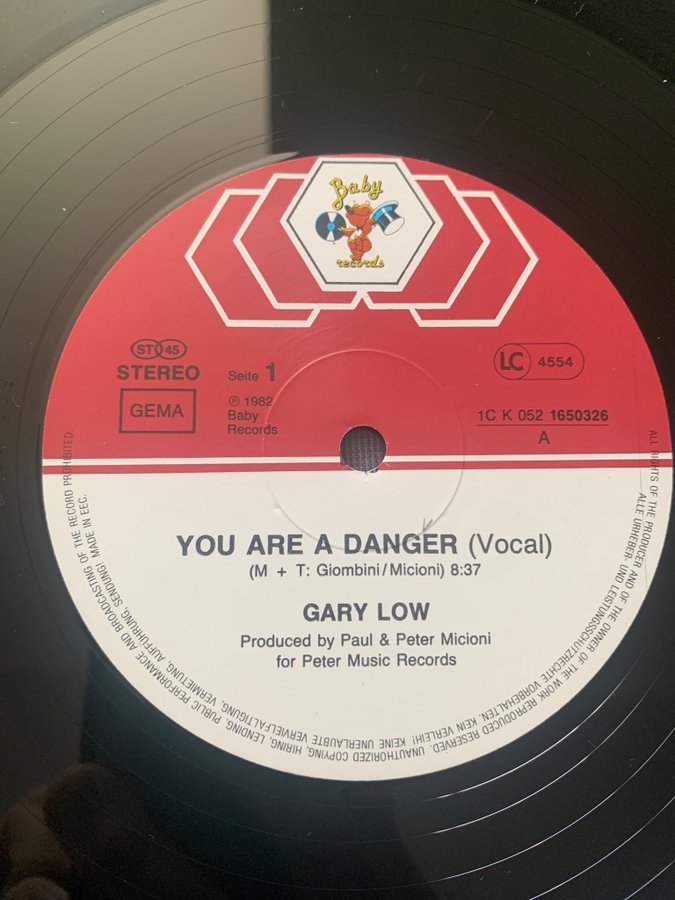 Baby
records
ST 45
STEREO
GEMA
Seite 1
℗ 1982
Baby
Records
LC 4554
1C K 052 1650326
A
YOU ARE A DANGER (Vocal)
(M + T: Giombini/Micioni) 8:37
GARY LOW
Produced by Paul & Peter Micioni
for Peter Music Records
ALL RIGHTS OF THE PRODUCER AND OF THE OWNER OF THE WORK REPRODUCED RESERVED. UNAUTHORIZED COPYING, HIRING, LENDING, PUBLIC PERFORMANCE AND BROADCASTING OF THE RECORD PROHIBITED.
ALLE URHEBER- UND LEISTUNGSSCHUTZRECHTE VORBEHALTEN. KEIN VERLEIH! KEINE UNERLAUBTE VERVIELFÄLTIGUNG, VERMIETUNG, AUFFÜHRUNG, SENDUNG! MADE IN EEC.